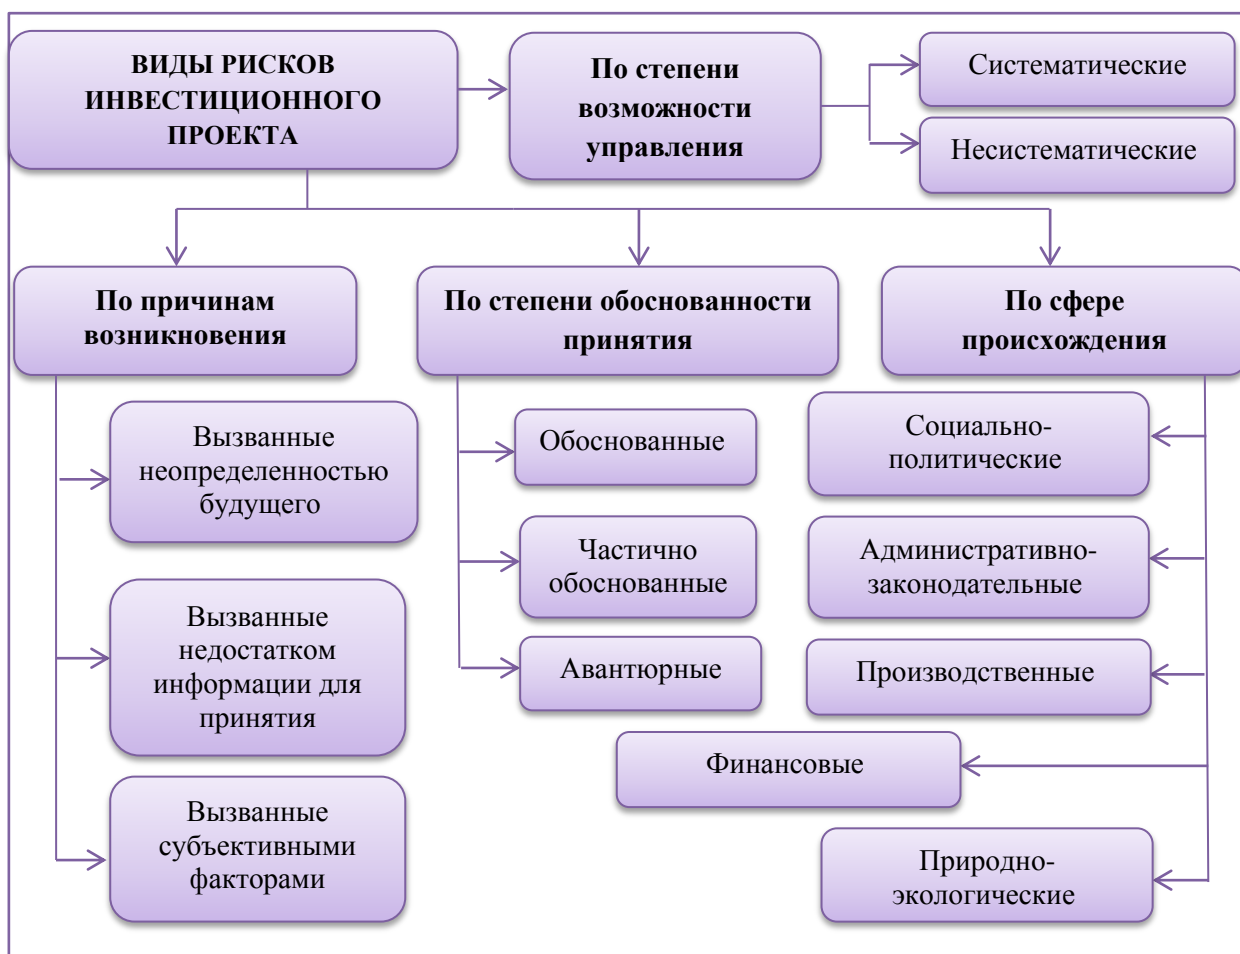 ВИДЫ РИСКОВ
ИНВЕСТИЦИОННОГО
ПРОЕКТА
По степени
возможности
управления
Систематические
Несистематические
По причинам
возникновения
По степени обоснованности
принятия
По сфере
происхождения
Вызванные
неопределенностью
будущего
Вызванные
недостатком
информации для
принятия
Вызванные
субъективными
факторами
Обоснованные
Частично
обоснованные
Авантюрные
Социально-
политические
Административно-
законодательные
Производственные
Финансовые
Природно-
экологические